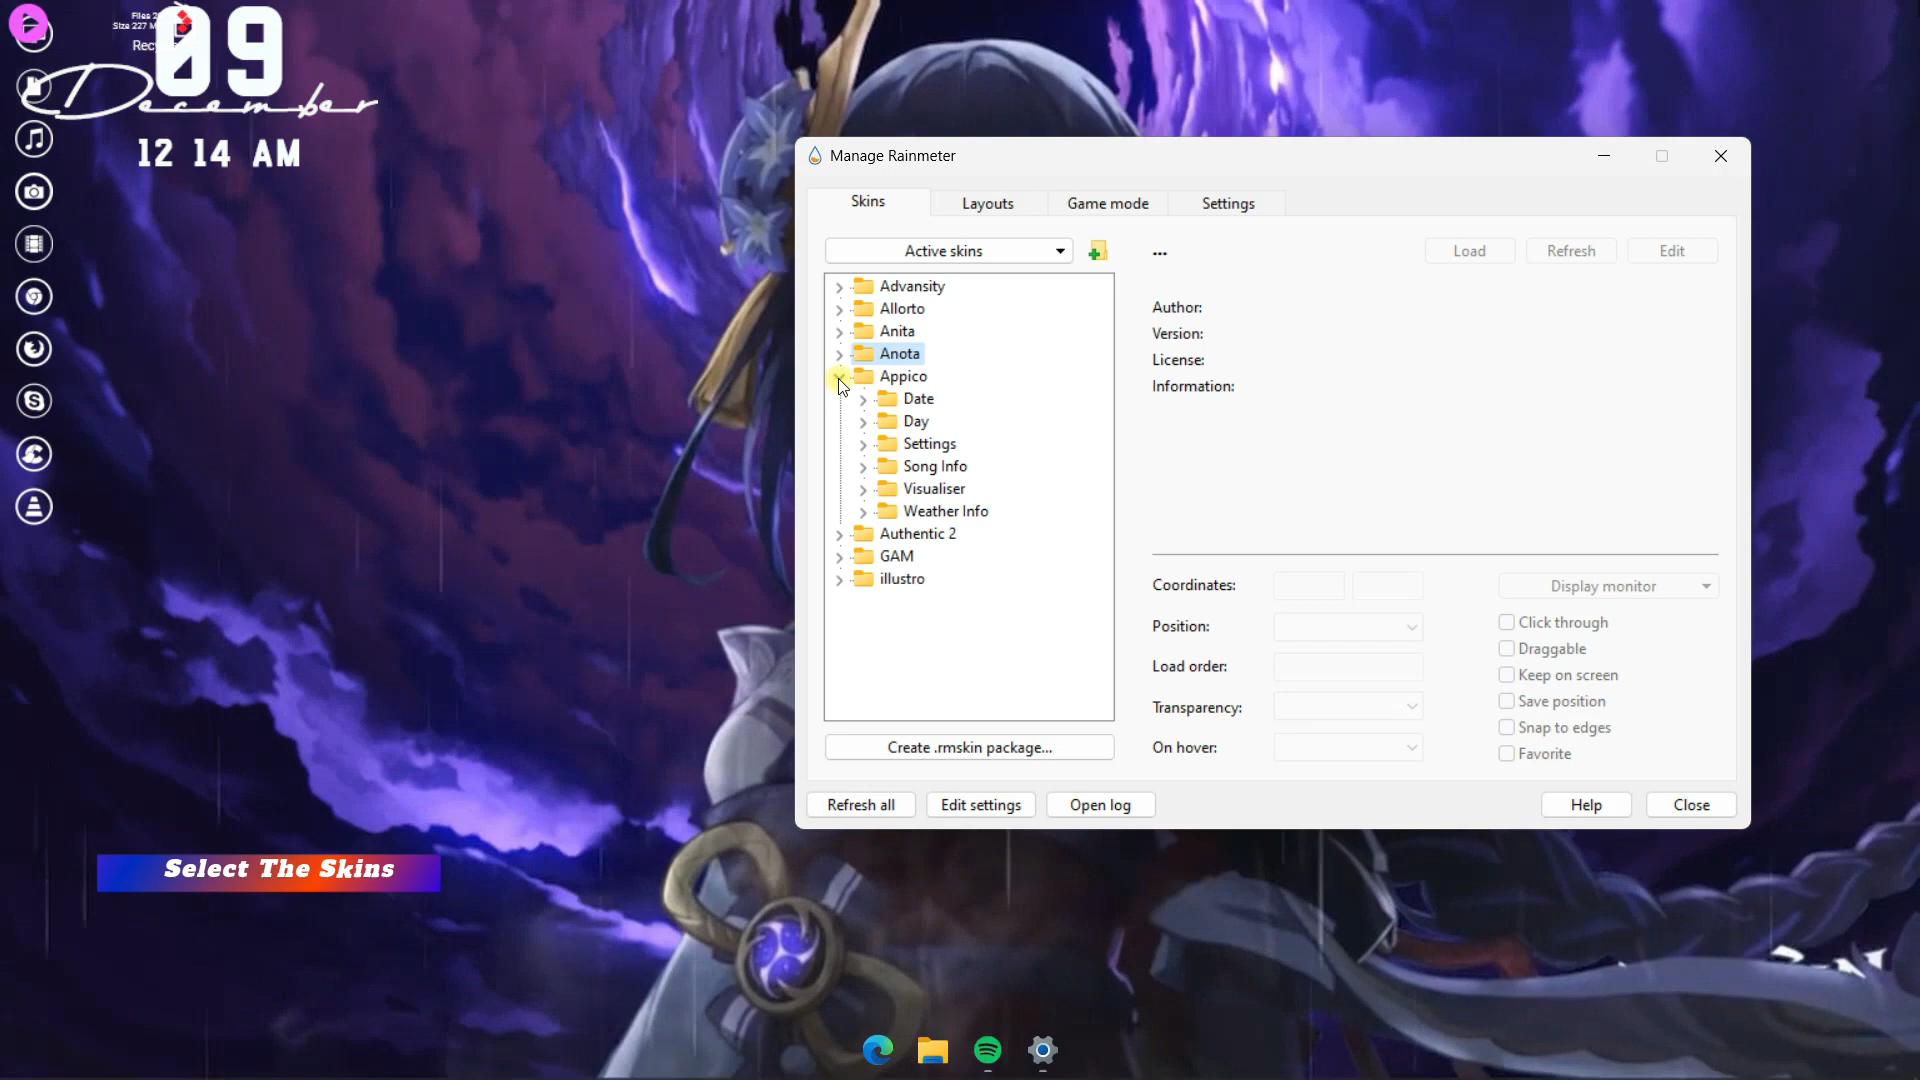 09
December
12 14 AM
Manage Rainmeter
Skins
Layouts
Game mode
Settings
Active skins
...
Load
Refresh
Edit
Advansity
Allorto
Anita
Anota
Appico
Date
Day
Settings
Song Info
Visualiser
Weather Info
Authentic 2
GAM
illustro
Author:
Version:
License:
Information:
Coordinates:
Display monitor
Position:
Click through
Draggable
Load order:
Keep on screen
Transparency:
Save position
Snap to edges
On hover:
Favorite
Create .rmskin package...
Refresh all
Edit settings
Open log
Help
Close
Select The Skins